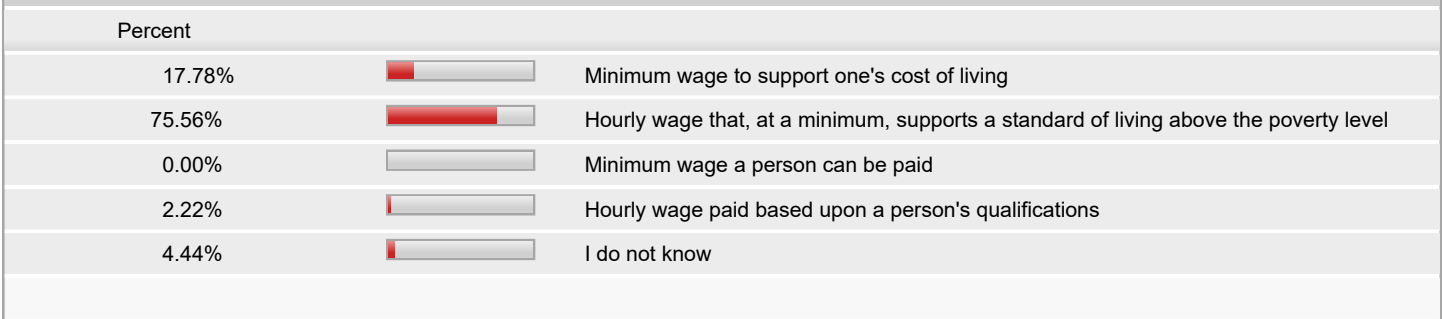 Percent
17.78% Minimum wage to support one's cost of living
75.56% Hourly wage that, at a minimum, supports a standard of living above the poverty level
0.00% Minimum wage a person can be paid
2.22% Hourly wage paid based upon a person's qualifications
4.44% I do not know